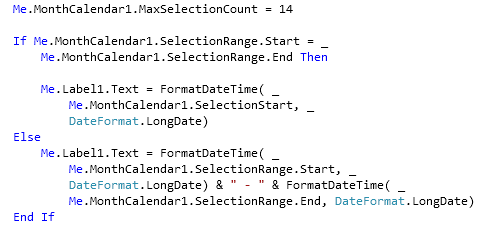 Me.MonthCalendar1.MaxSelectionCount = 14
If Me.MonthCalendar1.SelectionRange.Start = _
Me.MonthCalendar1.SelectionRange.End Then
Me.Label1.Text = FormatDateTime( _
Me.MonthCalendar1.SelectionStart, _
DateFormat.LongDate)
Else
Me.Label1.Text = FormatDateTime( _
Me.MonthCalendar1.SelectionRange.Start, _
DateFormat.LongDate) & " - " & FormatDateTime( _
Me.MonthCalendar1.SelectionRange.End, DateFormat.LongDate)
End If